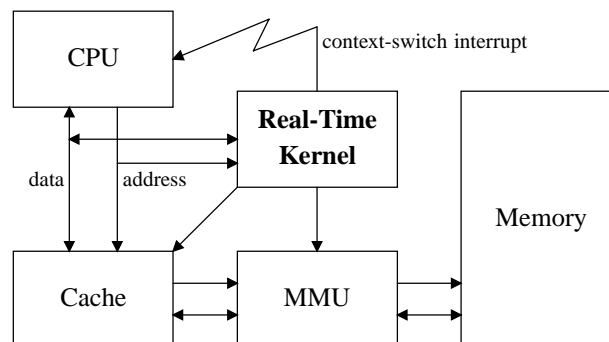 context-switch interrupt
CPU
Real-Time
Kernel
data
address
Memory
Cache
MMU